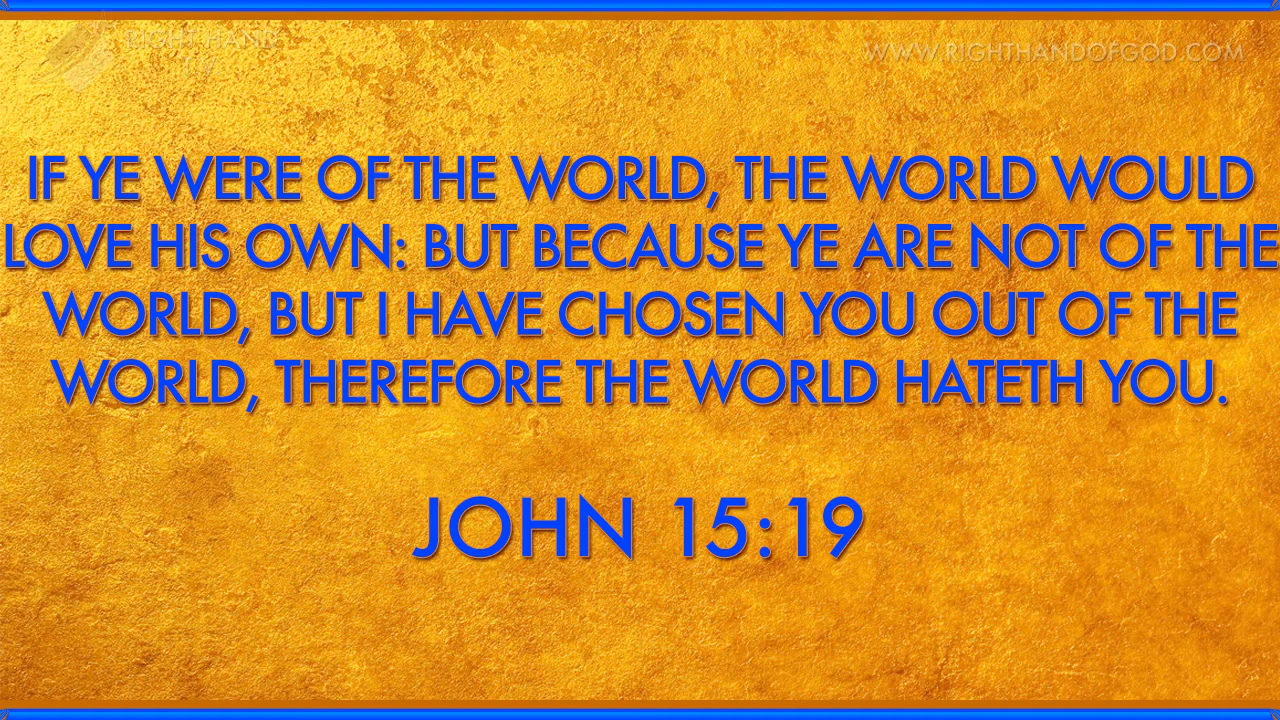 RIGHT HAND
T.V.
WWW.RIGHTHANDOFGOD.COM
IF YE WERE OF THE WORLD, THE WORLD WOULD
LOVE HIS OWN: BUT BECAUSE YE ARE NOT OF THE
WORLD, BUT I HAVE CHOSEN YOU OUT OF THE
WORLD, THEREFORE THE WORLD HATETH YOU.
JOHN 15:19